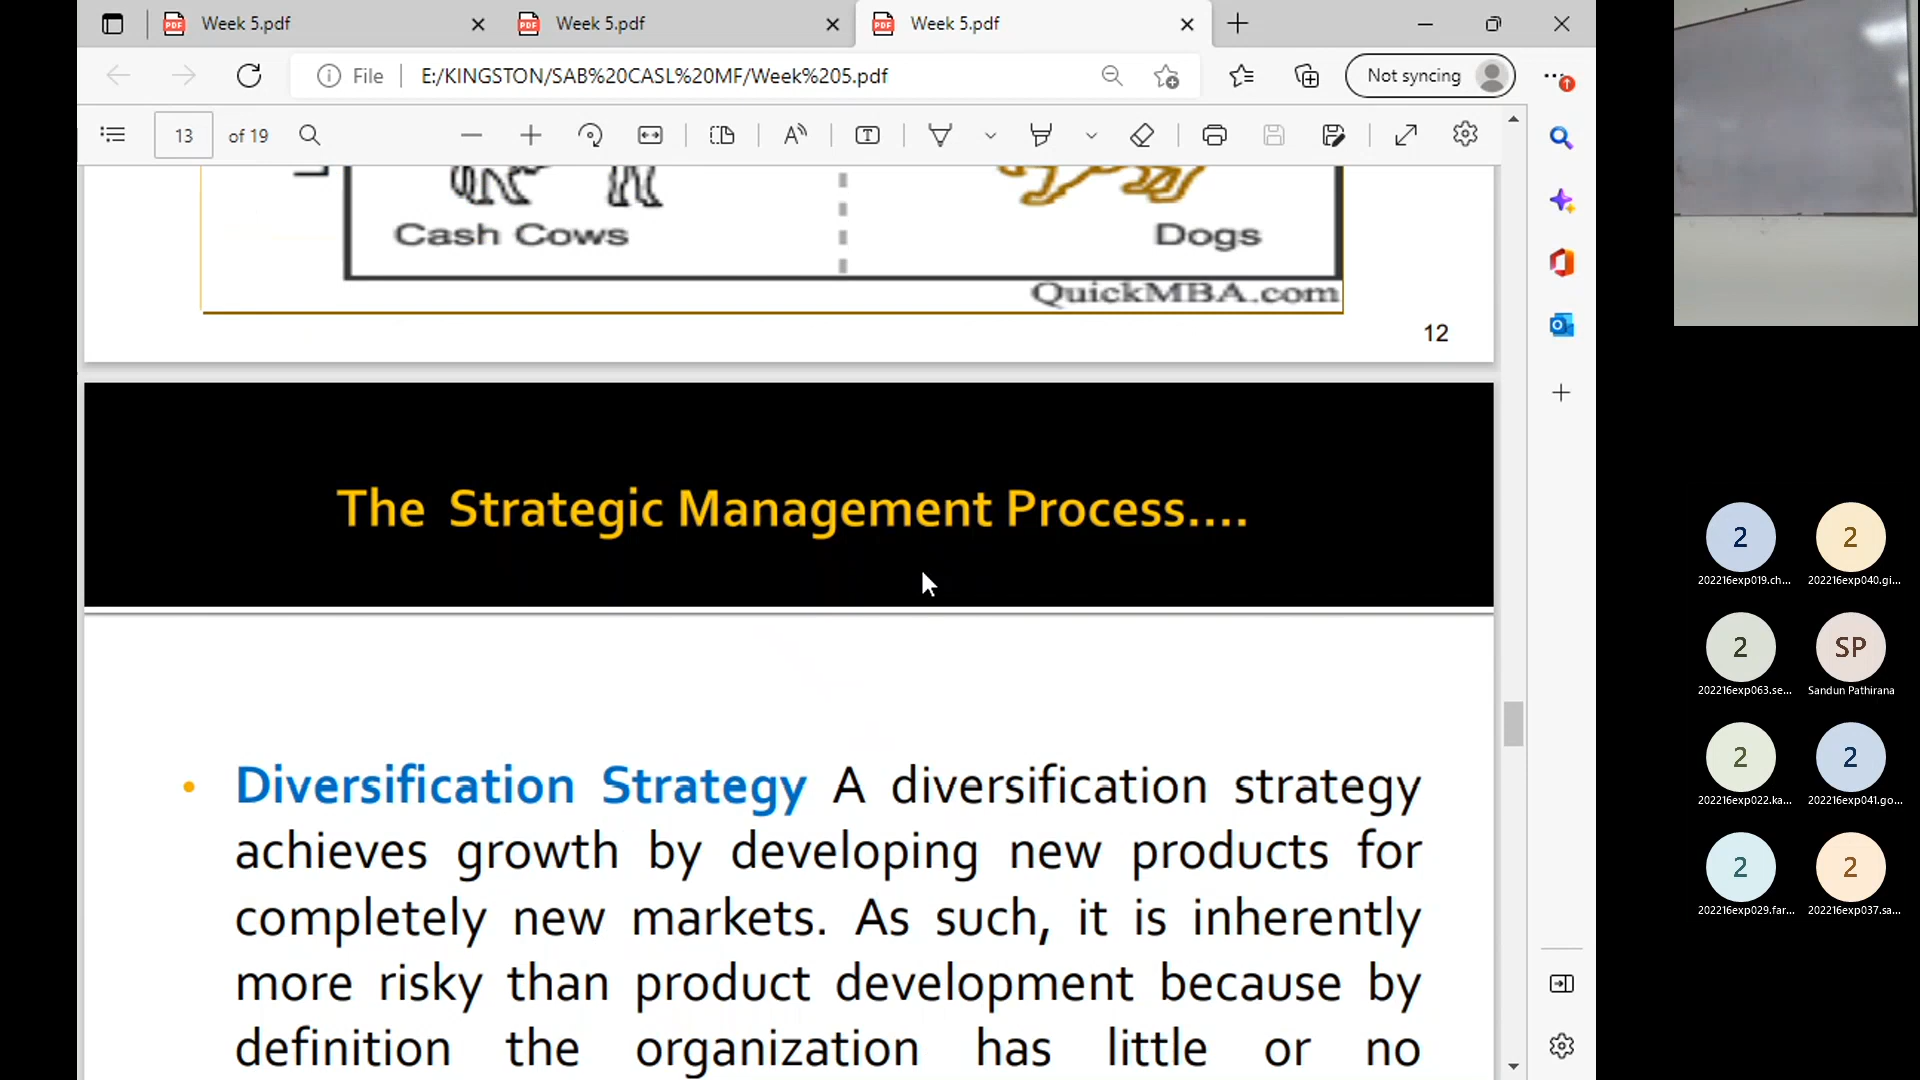 Week 5.pdf
Week 5.pdf
Week 5.pdf
File
E:/KINGSTON/SAB%20CASL%20MF/Week%205.pdf
Not syncing
13 of 19
Cash Cows
Dogs
QuickMBA.com
12
The Strategic Management Process....
• Diversification Strategy A diversification strategy
achieves growth by developing new products for
completely new markets. As such, it is inherently
more risky than product development because by
definition the organization has little or no
2
2
202216exp019.ch...
202216exp040.gi...
2
SP
202216exp063.se...
Sandun Pathirana
2
2
202216exp022.ka...
202216exp041.go...
2
2
202216exp029.far...
202216exp037.sa...